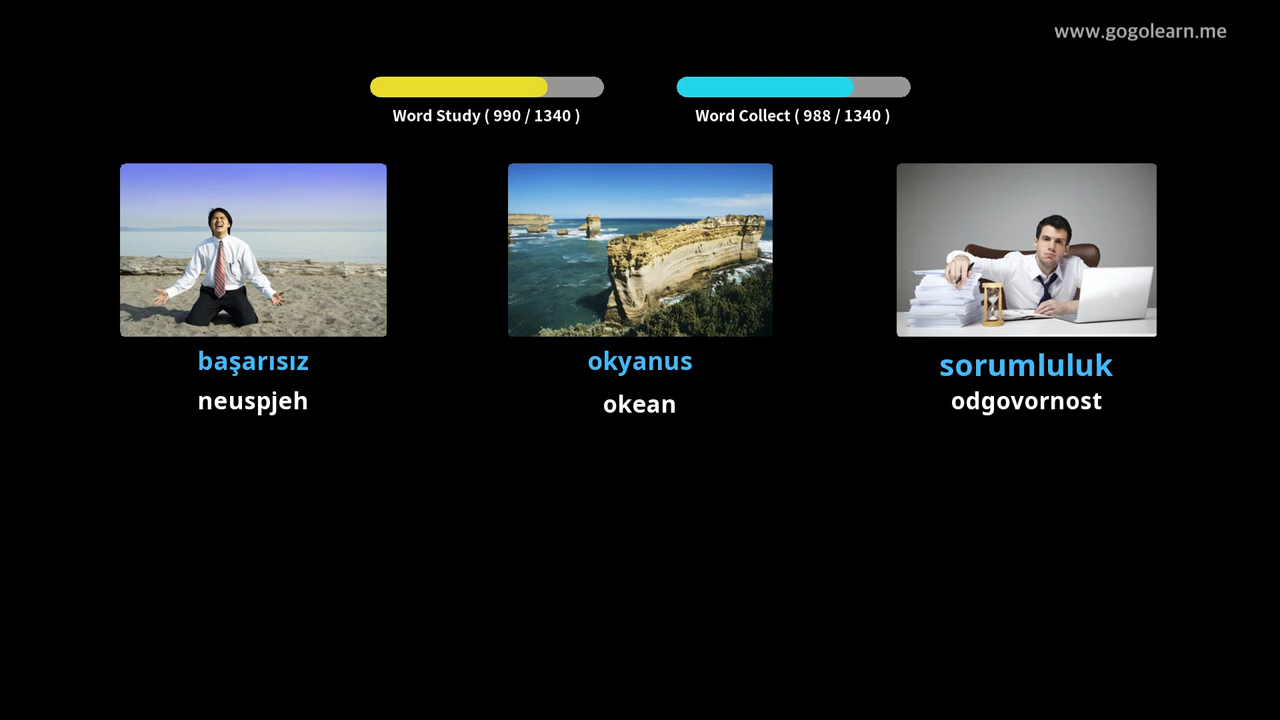 www.gogolearn.me
Word Study ( 990 / 1340 )
Word Collect ( 988 / 1340 )
başarısız
neuspjeh
okyanus
okean
sorumluluk
odgovornost